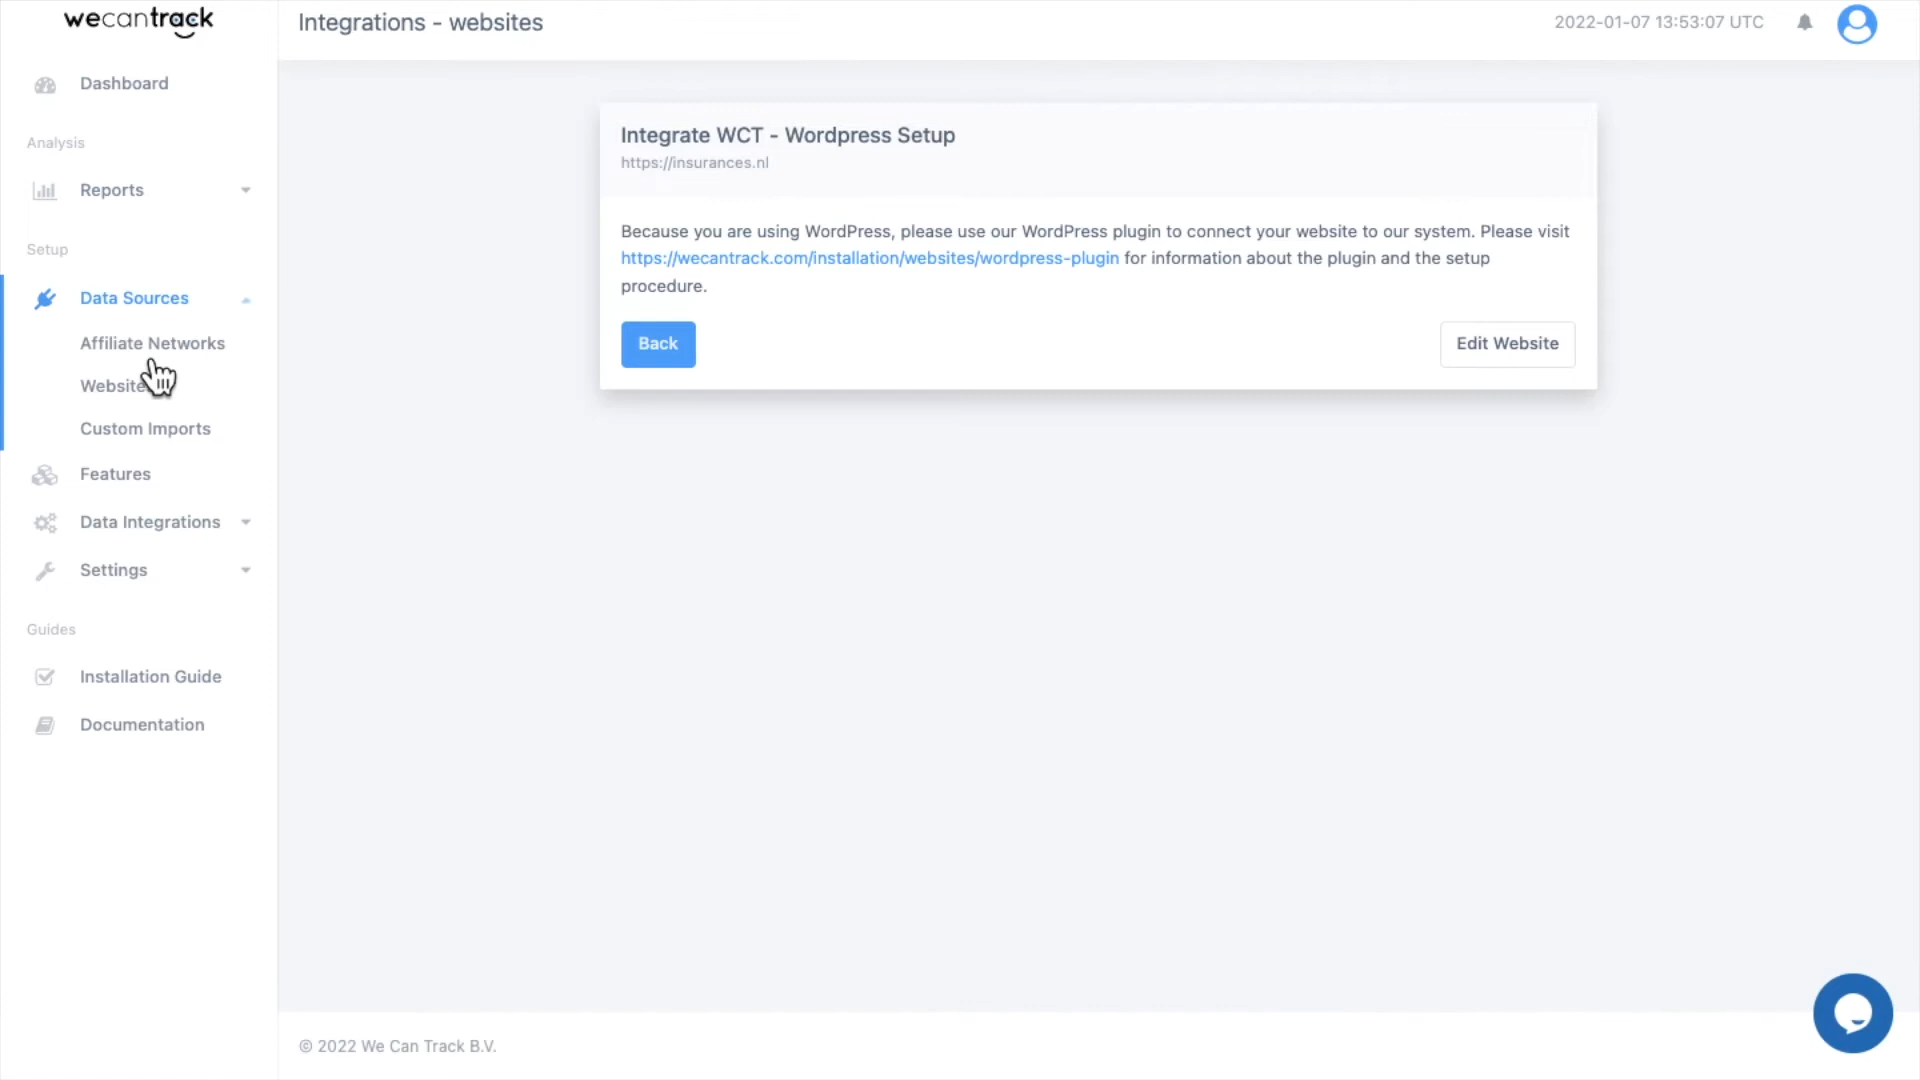 wecantrack
Integrations - websites
2022-01-07 13:53:07 UTC
Dashboard
Analysis
Reports
Setup
Data Sources
Affiliate Networks
Website
Custom Imports
Features
Data Integrations
Settings
Guides
Installation Guide
Documentation
Integrate WCT - Wordpress Setup
https://insurances.nl
Because you are using WordPress, please use our WordPress plugin to connect your website to our system. Please visit
https://wecantrack.com/installation/websites/wordpress-plugin for information about the plugin and the setup
procedure.
Back
Edit Website
© 2022 We Can Track B.V.